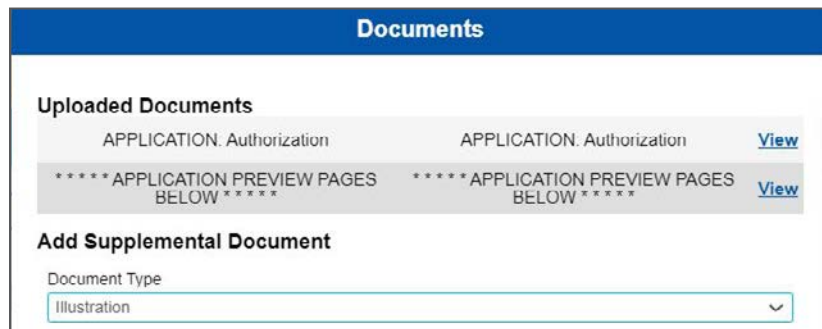 Documents
Uploaded Documents
APPLICATION. Authorization APPLICATION. Authorization View
* * * * * APPLICATION PREVIEW PAGES BELOW * * * * * * * * * * APPLICATION PREVIEW PAGES BELOW * * * * * View
Add Supplemental Document
Document Type
Illustration